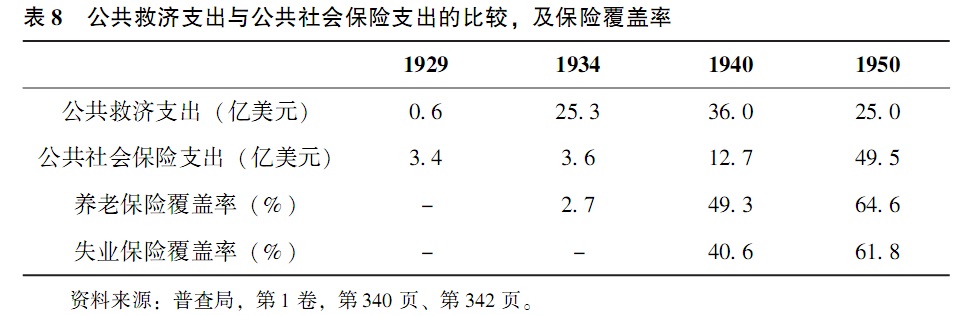 表 8 公共救济支出与公共社会保险支出的比较，及保险覆盖率
1929 1934 1940 1950
公共救济支出（亿美元） 0.6 25.3 36.0 25.0
公共社会保险支出（亿美元） 3.4 3.6 12.7 49.5
养老保险覆盖率（%） – 2.7 49.3 64.6
失业保险覆盖率（%） – – 40.6 61.8
资料来源：普查局，第 1 卷，第 340 页、第 342 页。